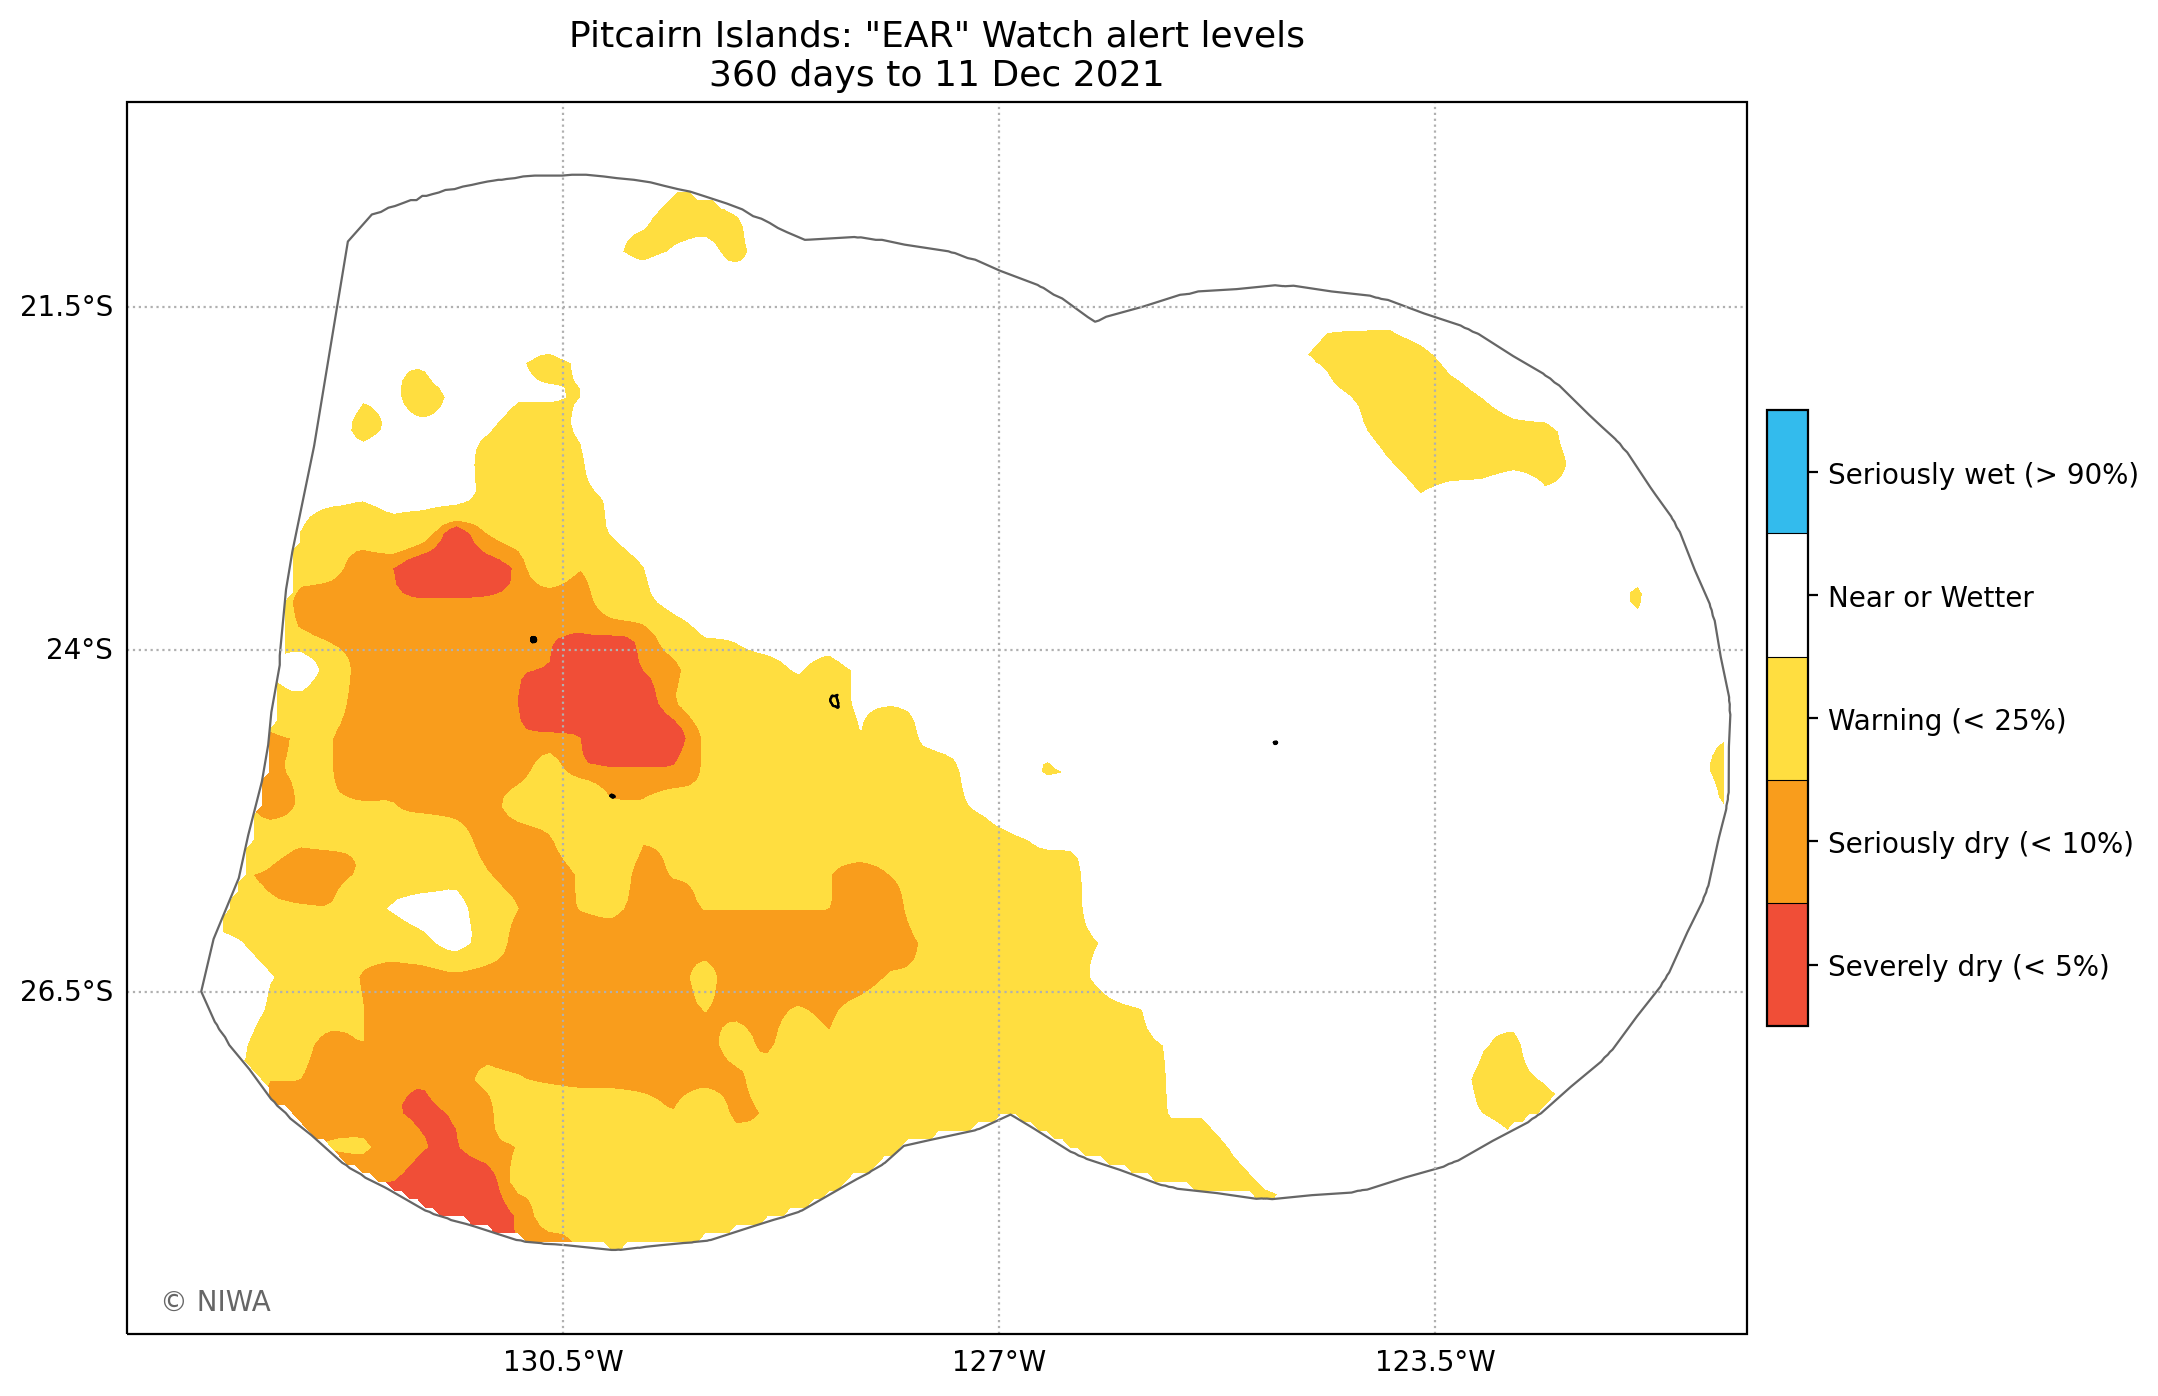 Pitcairn Islands: "EAR" Watch alert levels
360 days to 11 Dec 2021
21.5°S
24°S
26.5°S
130.5°W
127°W
123.5°W
Seriously wet (> 90%)
Near or Wetter
Warning (< 25%)
Seriously dry (< 10%)
Severely dry (< 5%)
© NIWA